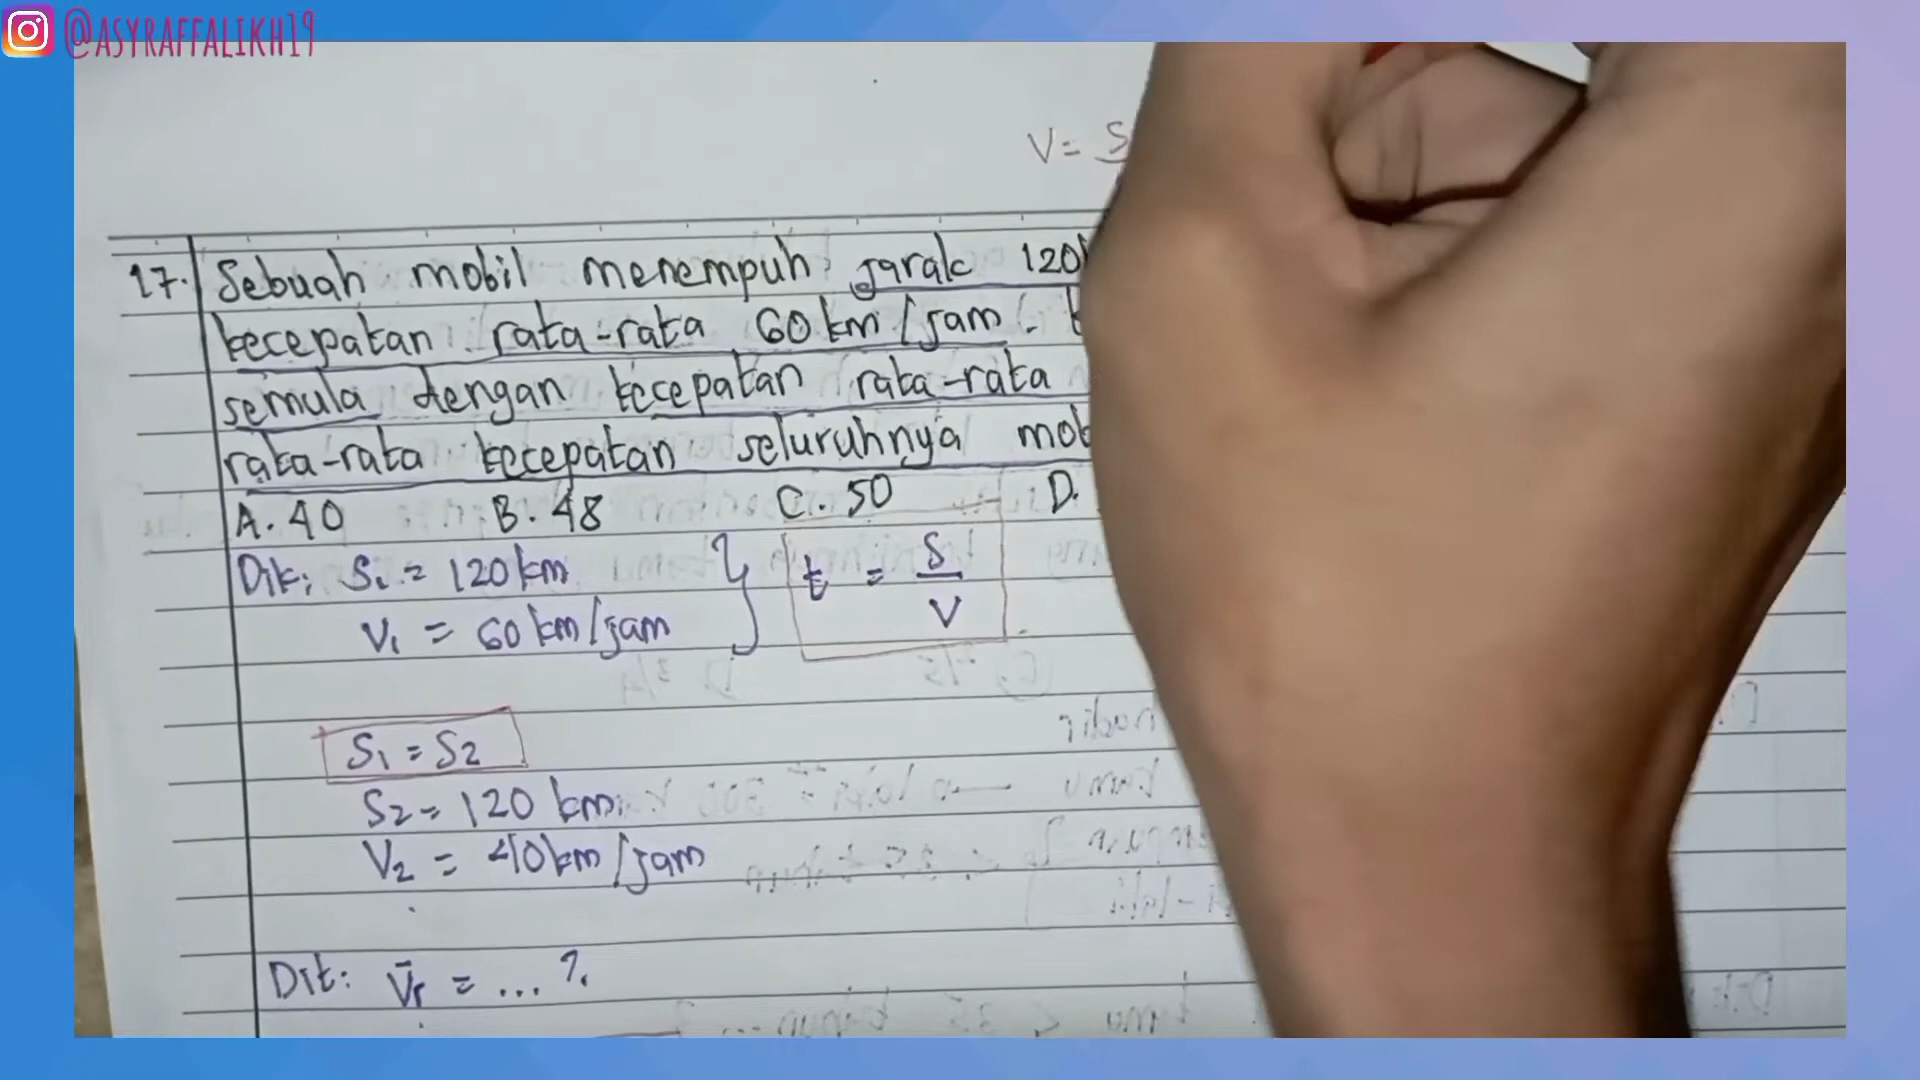 @ASYRAFFALIKH19
V = S
17. Sebuah mobil menempuh jarak 120
kecepatan rata-rata 60 km/jam.
semula dengan kecepatan rata-rata
rata-rata kecepatan seluruhnya mob
A. 40 B. 48 C. 50 D.
Dik: S1 = 120 km } t = S/V
V1 = 60 km/jam
S1 = S2
S2 = 120 km
V2 = 40 km/jam
Dit: V̄r = ... ?